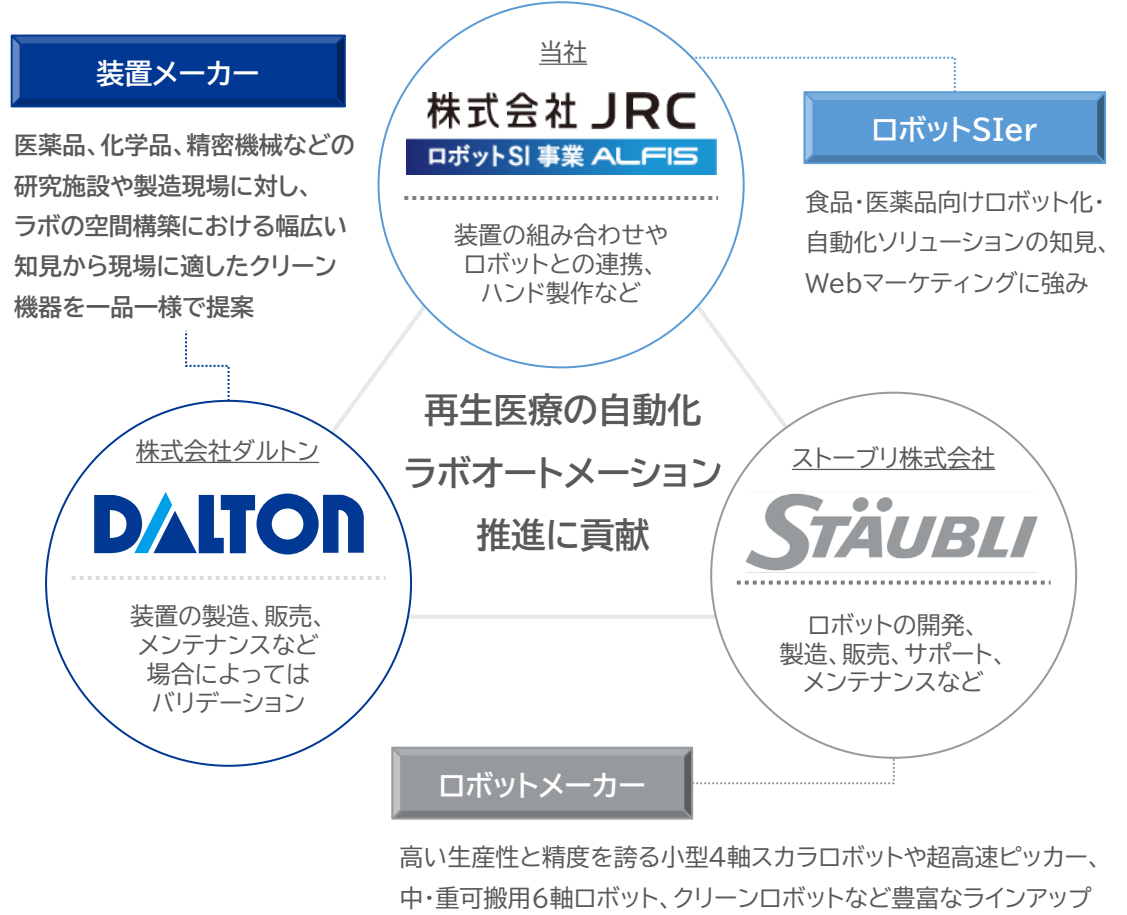 装置メーカー
医薬品、化学品、精密機械などの
研究施設や製造現場に対し、
ラボの空間構築における幅広い
知見から現場に適したクリーン
機器を一品一様で提案
当社
株式会社 JRC
ロボットSI 事業 ALFIS
装置の組み合わせや
ロボットとの連携、
ハンド製作など
ロボットSIer
食品・医薬品向けロボット化・
自動化ソリューションの知見、
Webマーケティングに強み
再生医療の自動化
ラボオートメーション
推進に貢献
株式会社ダルトン
DALTON
装置の製造、販売、
メンテナンスなど
場合によっては
バリデーション
ストーブリ株式会社
STÄUBLI
ロボットの開発、
製造、販売、サポート、
メンテナンスなど
ロボットメーカー
高い生産性と精度を誇る小型4軸スカラロボットや超高速ピッカー、
中・重可搬用6軸ロボット、クリーンロボットなど豊富なラインアップ